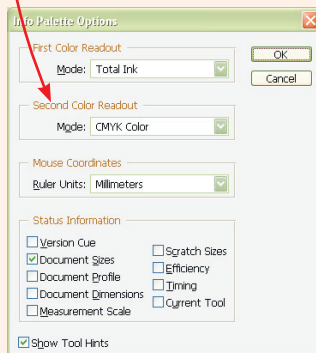 Info Palette Options
First Color Readout
Mode: Total Ink
OK
Cancel
Second Color Readout
Mode: CMYK Color
Mouse Coordinates
Ruler Units: Millimeters
Status Information
Version Cue
Document Sizes
Document Profile
Document Dimensions
Measurement Scale
Scratch Sizes
Efficiency
Timing
Current Tool
Show Tool Hints